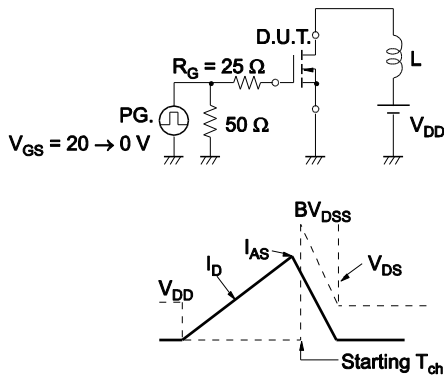 D.U.T.
R_G = 25 Ω
L
PG.
50 Ω
V_DD
V_GS = 20 → 0 V
BV_DSS
I_AS
V_DD
I_D
V_DS
Starting T_ch